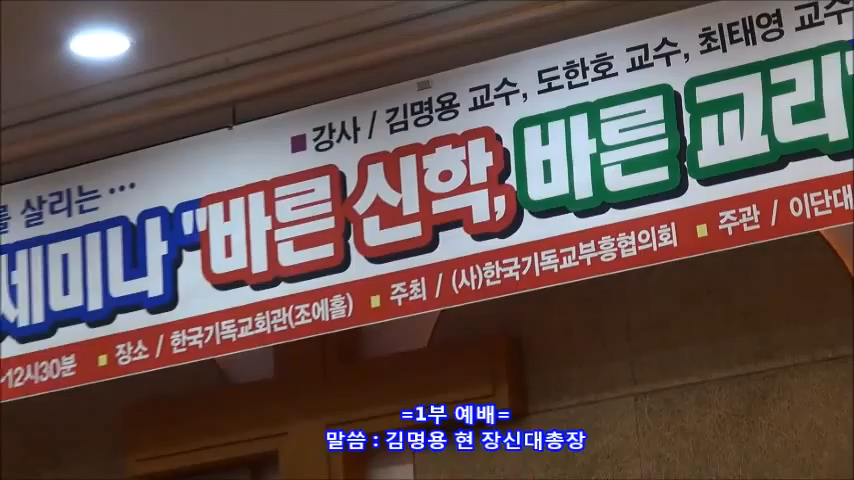 ■ 강사 / 김명용 교수, 도한호 교수, 최태영 교수
를 살리는…
세미나 "바른 신학, 바른 교리"
-12시30분 ■ 장소 / 한국기독교회관(조에홀) ■ 주최 / (사)한국기독교부흥협의회 ■ 주관 / 이단대
=1부 예배=
말씀 : 김명용 현 장신대총장